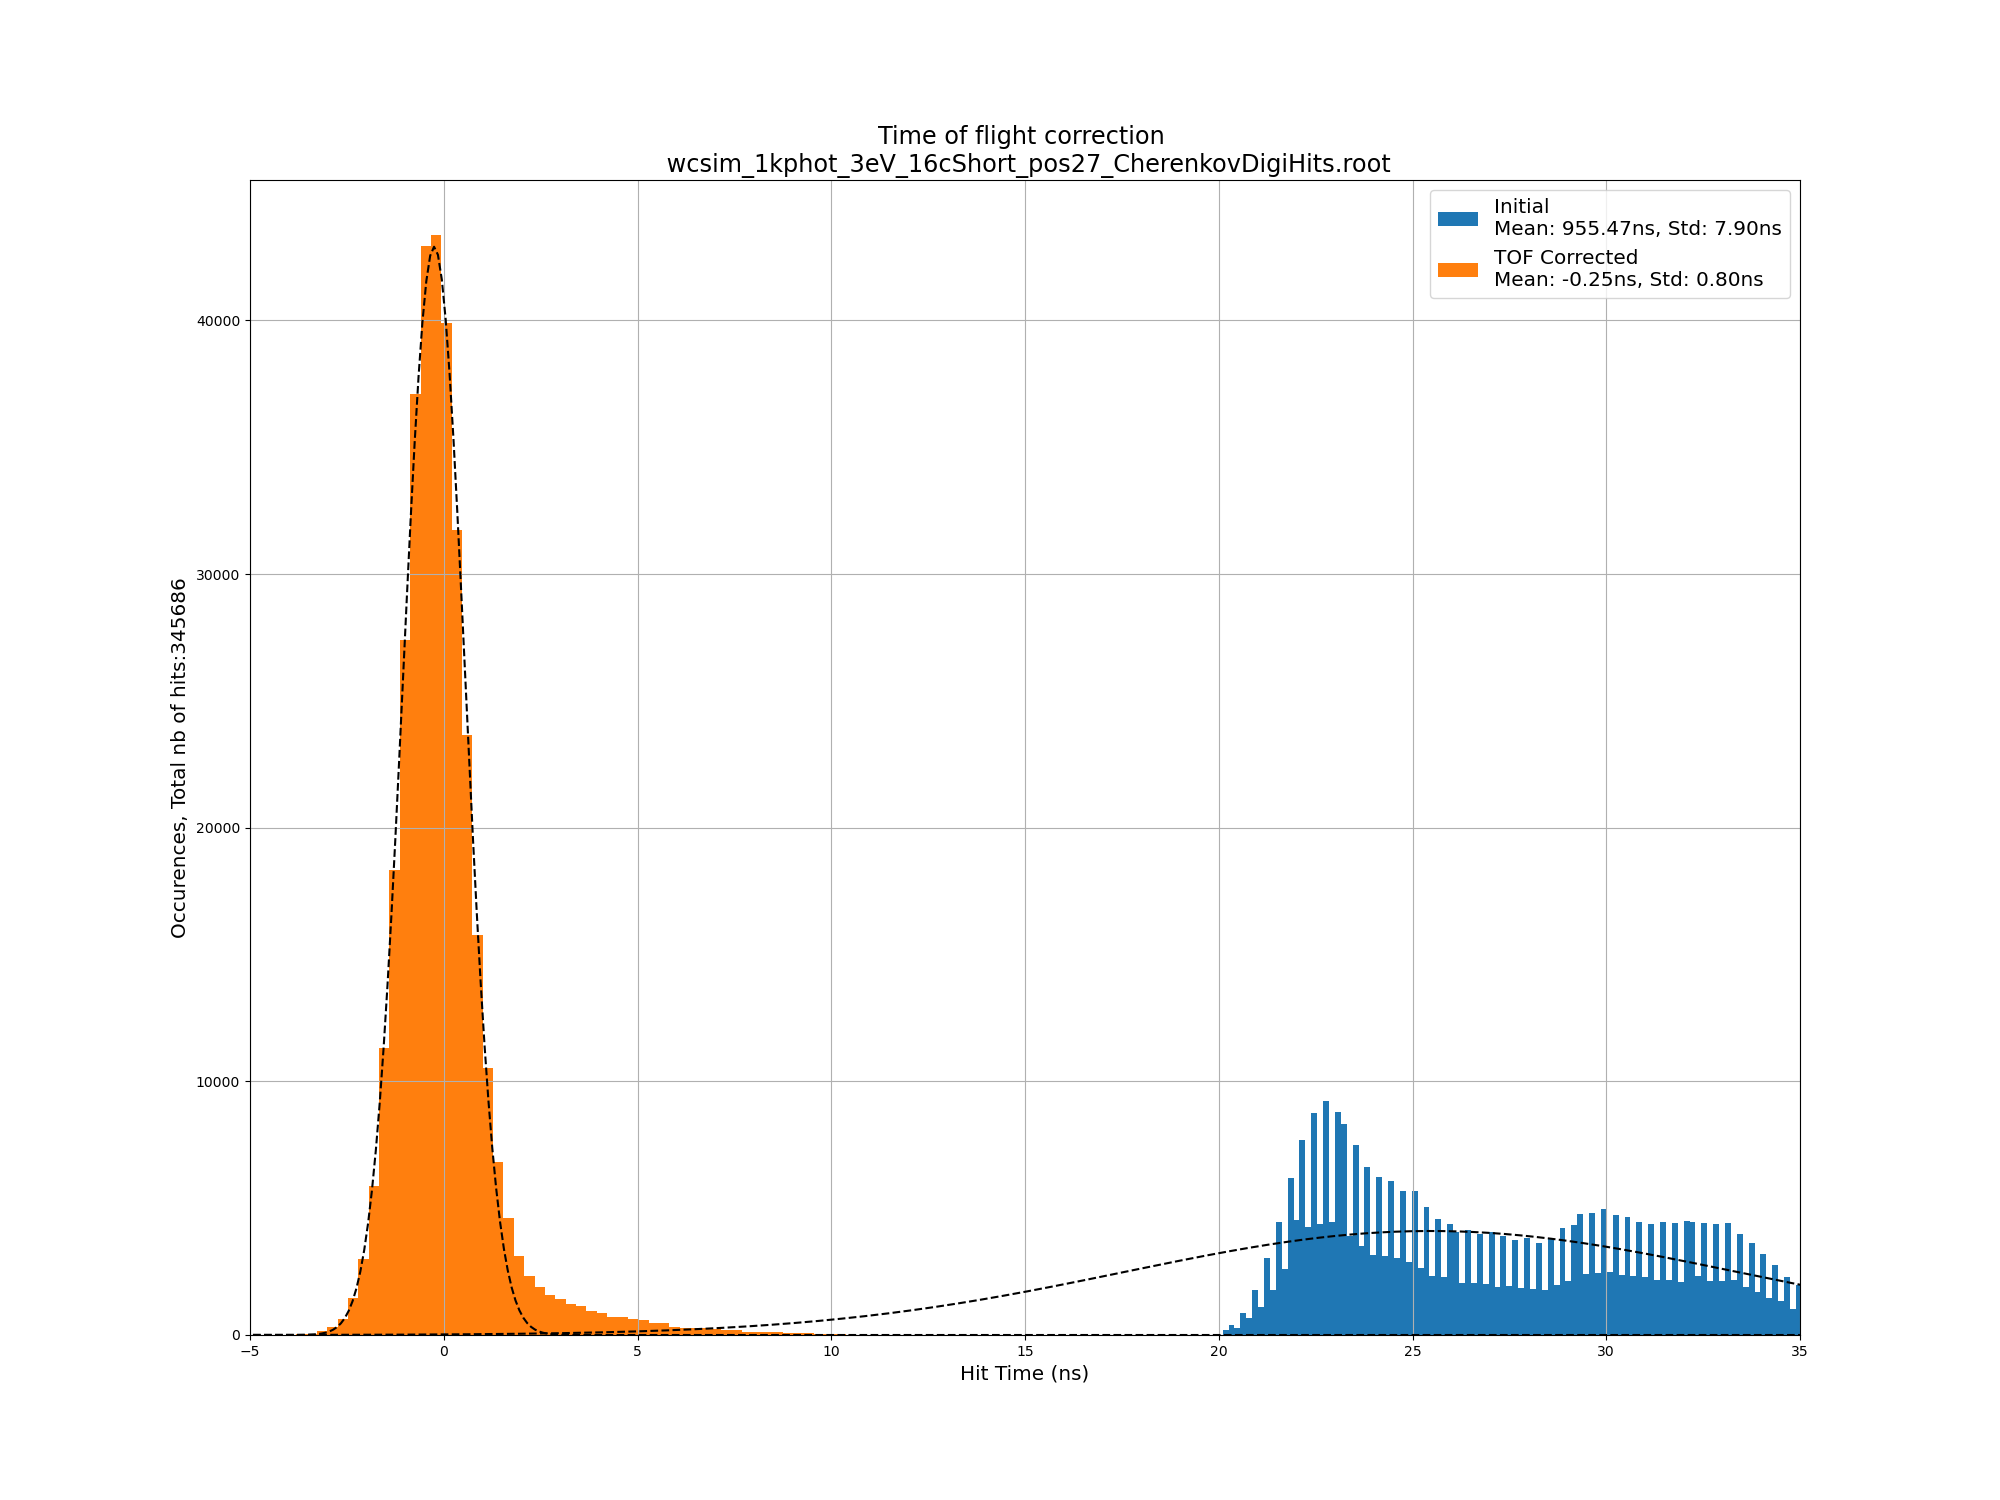 Time of flight correction
wcsim_1kphot_3eV_16cShort_pos27_CherenkovDigiHits.root
Initial
Mean: 955.47ns, Std: 7.90ns
TOF Corrected
Mean: -0.25ns, Std: 0.80ns
Occurences, Total nb of hits:345686
40000
30000
20000
10000
0
−5
0
5
10
15
20
25
30
35
Hit Time (ns)